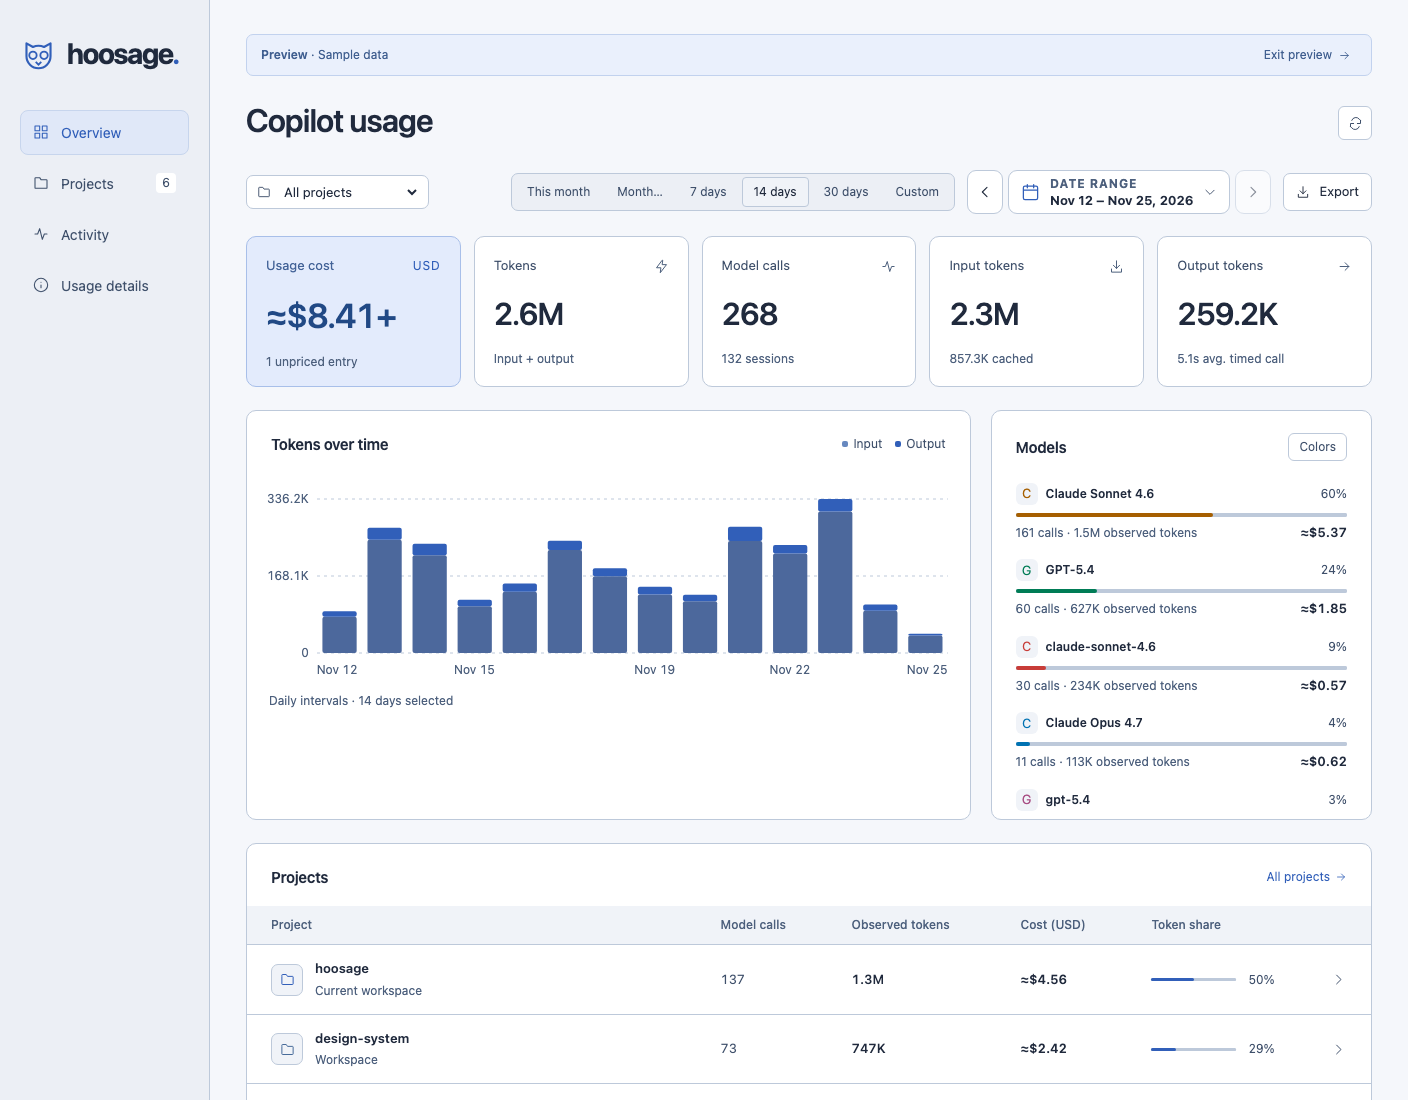 hoosage.
Overview
Projects 6
Activity
Usage details
Preview · Sample data
Exit preview →
Copilot usage
All projects
This month Month... 7 days 14 days 30 days Custom
DATE RANGE
Nov 12 – Nov 25, 2026
Export
Usage cost USD
≈$8.41+
1 unpriced entry
Tokens
2.6M
Input + output
Model calls
268
132 sessions
Input tokens
2.3M
857.3K cached
Output tokens
259.2K
5.1s avg. timed call
Tokens over time
Input Output
336.2K
168.1K
0
Nov 12 Nov 15 Nov 19 Nov 22 Nov 25
Daily intervals · 14 days selected
Models
Colors
C Claude Sonnet 4.6 60%
161 calls · 1.5M observed tokens ≈$5.37
G GPT-5.4 24%
60 calls · 627K observed tokens ≈$1.85
C claude-sonnet-4.6 9%
30 calls · 234K observed tokens ≈$0.57
C Claude Opus 4.7 4%
11 calls · 113K observed tokens ≈$0.62
G gpt-5.4 3%
Projects
All projects →
Project Model calls Observed tokens Cost (USD) Token share
hoosage
Current workspace
137 1.3M ≈$4.56 50%
design-system
Workspace
73 747K ≈$2.42 29%